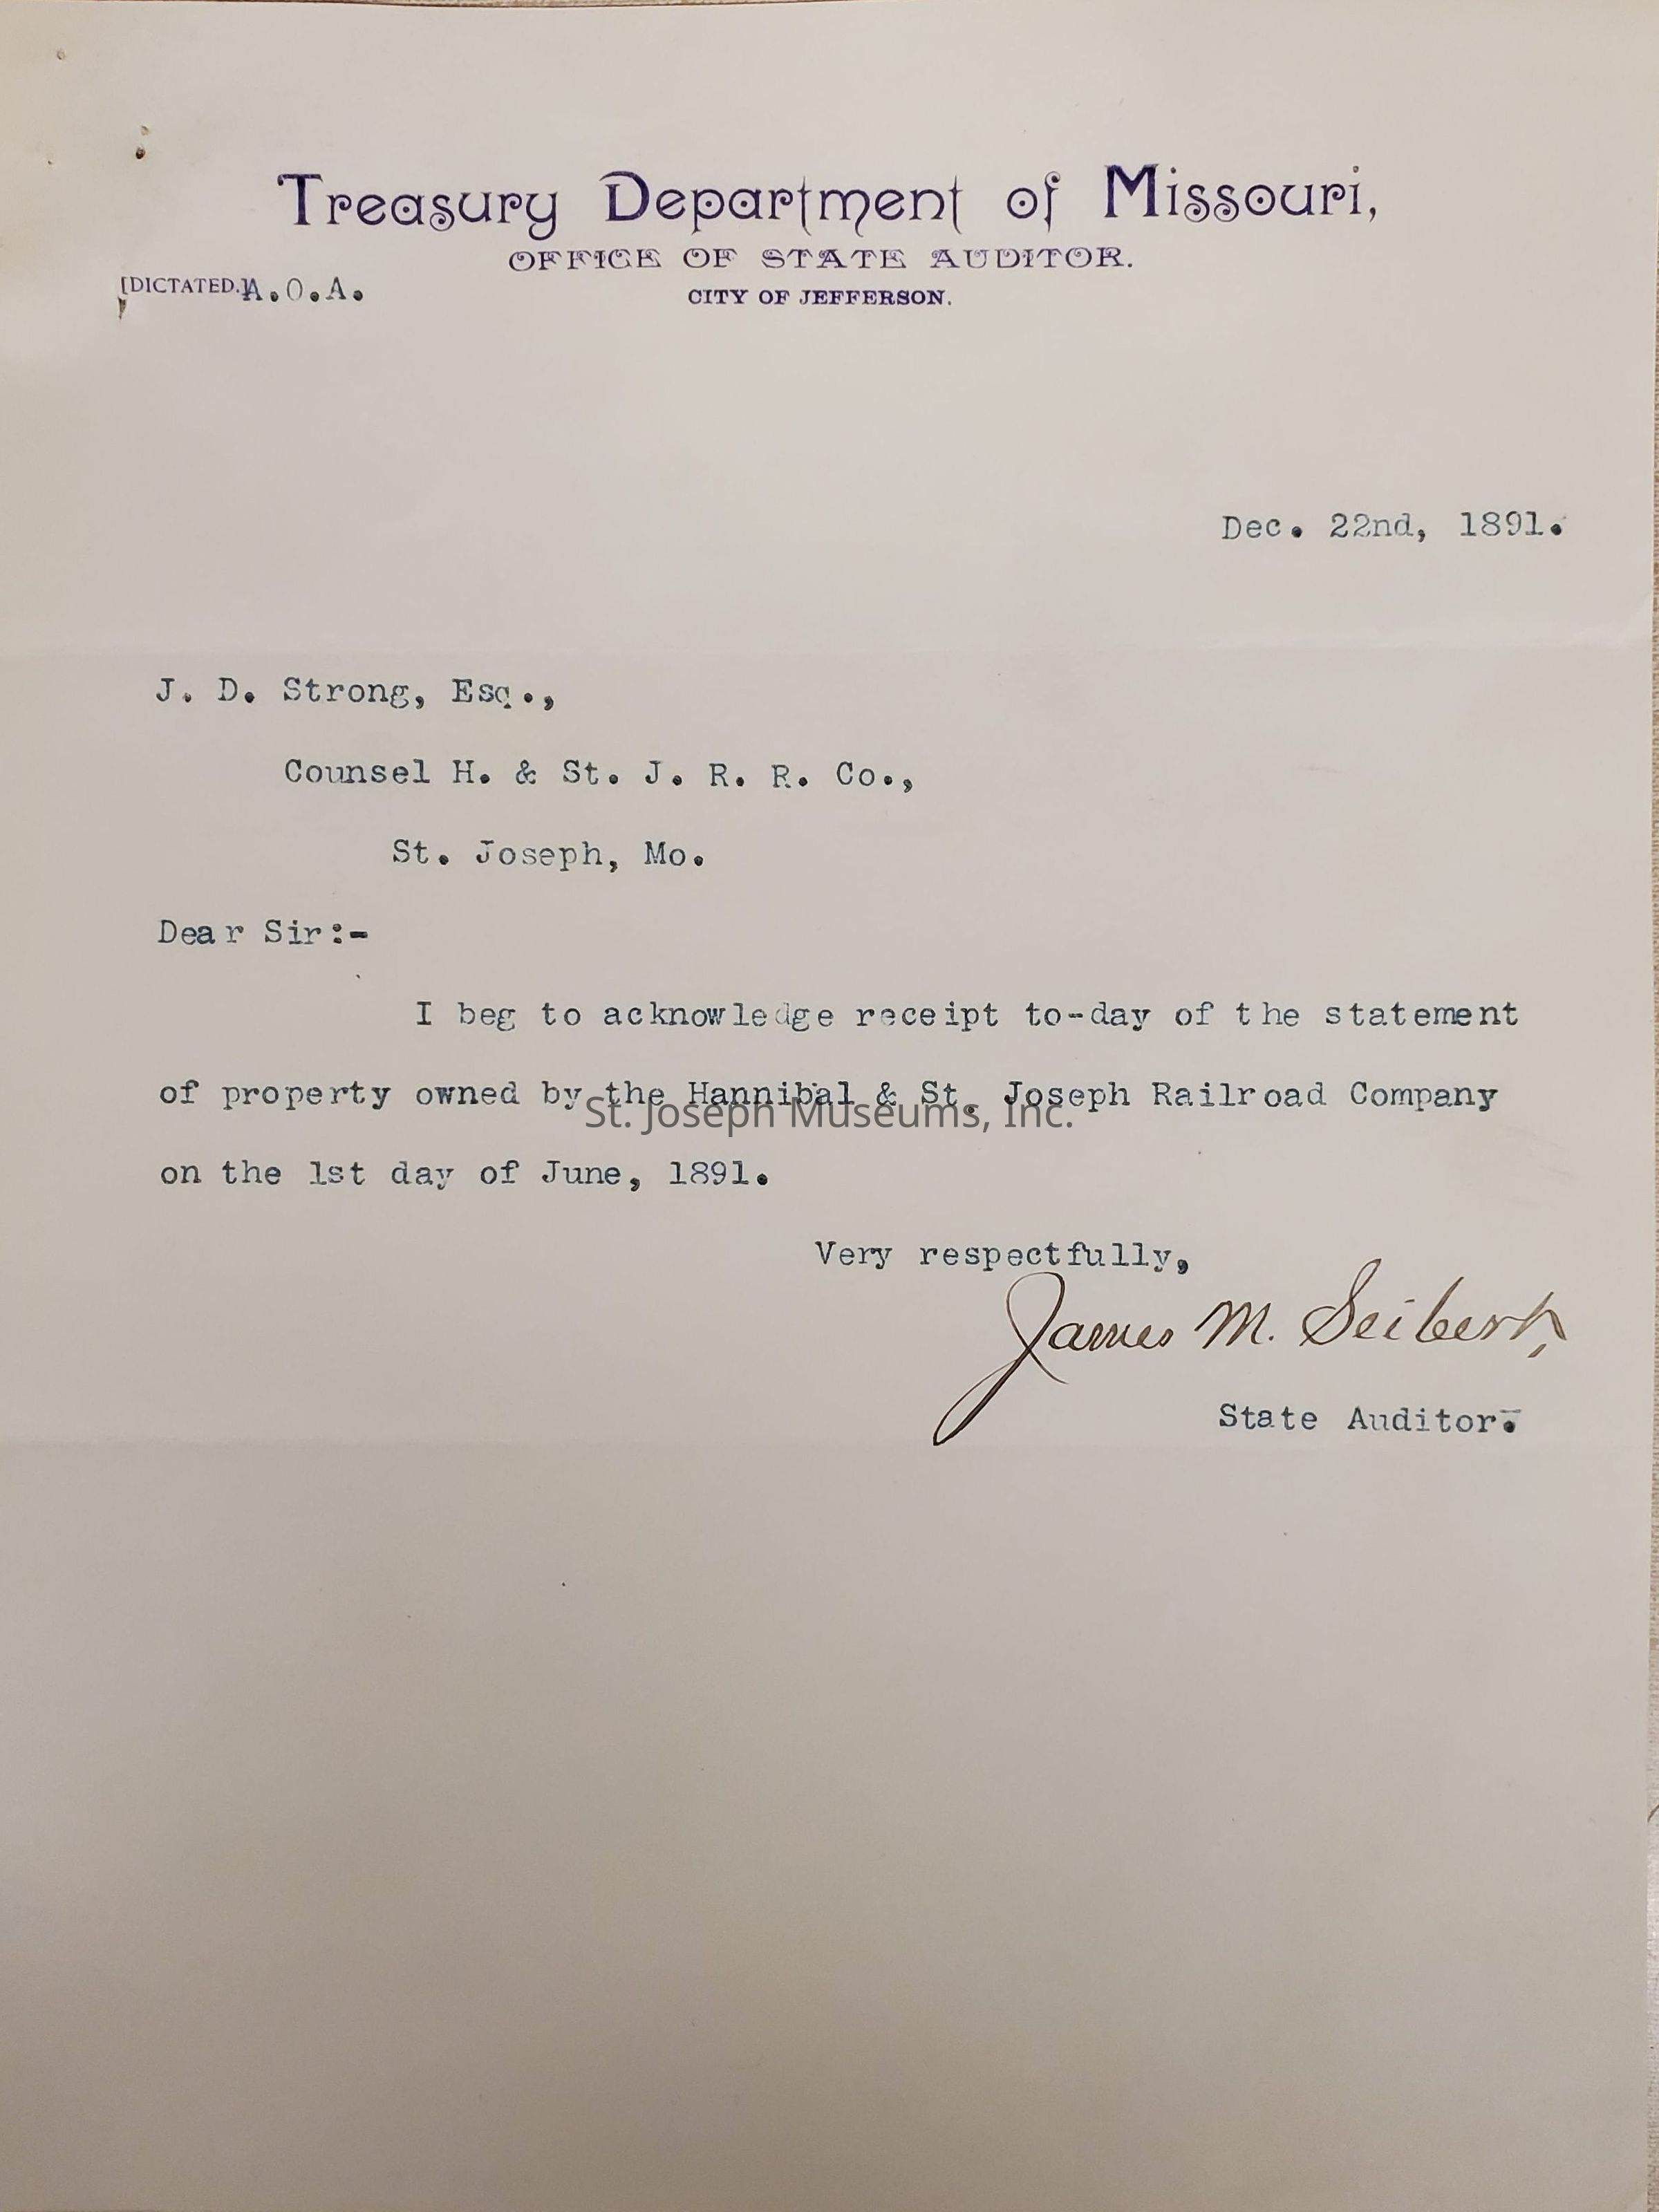 Treasury Department of Missouri,
OFFICE OF STATE AUDITOR.
[DICTATED.] A.O.A.
CITY OF JEFFERSON.
Dec. 22nd, 1891.
J. D. Strong, Esq.,
Counsel H. & St. J. R. R. Co.,
St. Joseph, Mo.
Dear Sir:-
I beg to acknowledge receipt to-day of the statement
of property owned by the Hannibal & St. Joseph Railroad Company
St. Joseph Museums, Inc.
on the 1st day of June, 1891.
Very respectfully,
James M. Seibert,
State Auditor.